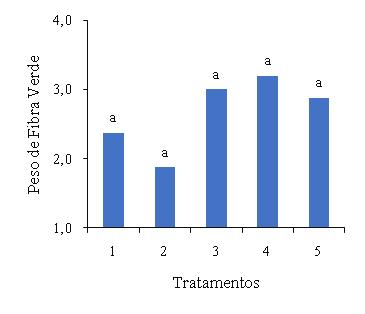 Peso de Fibra Verde
4,0
3,0
2,0
1,0
a
a
a
a
a
1 2 3 4 5
Tratamentos